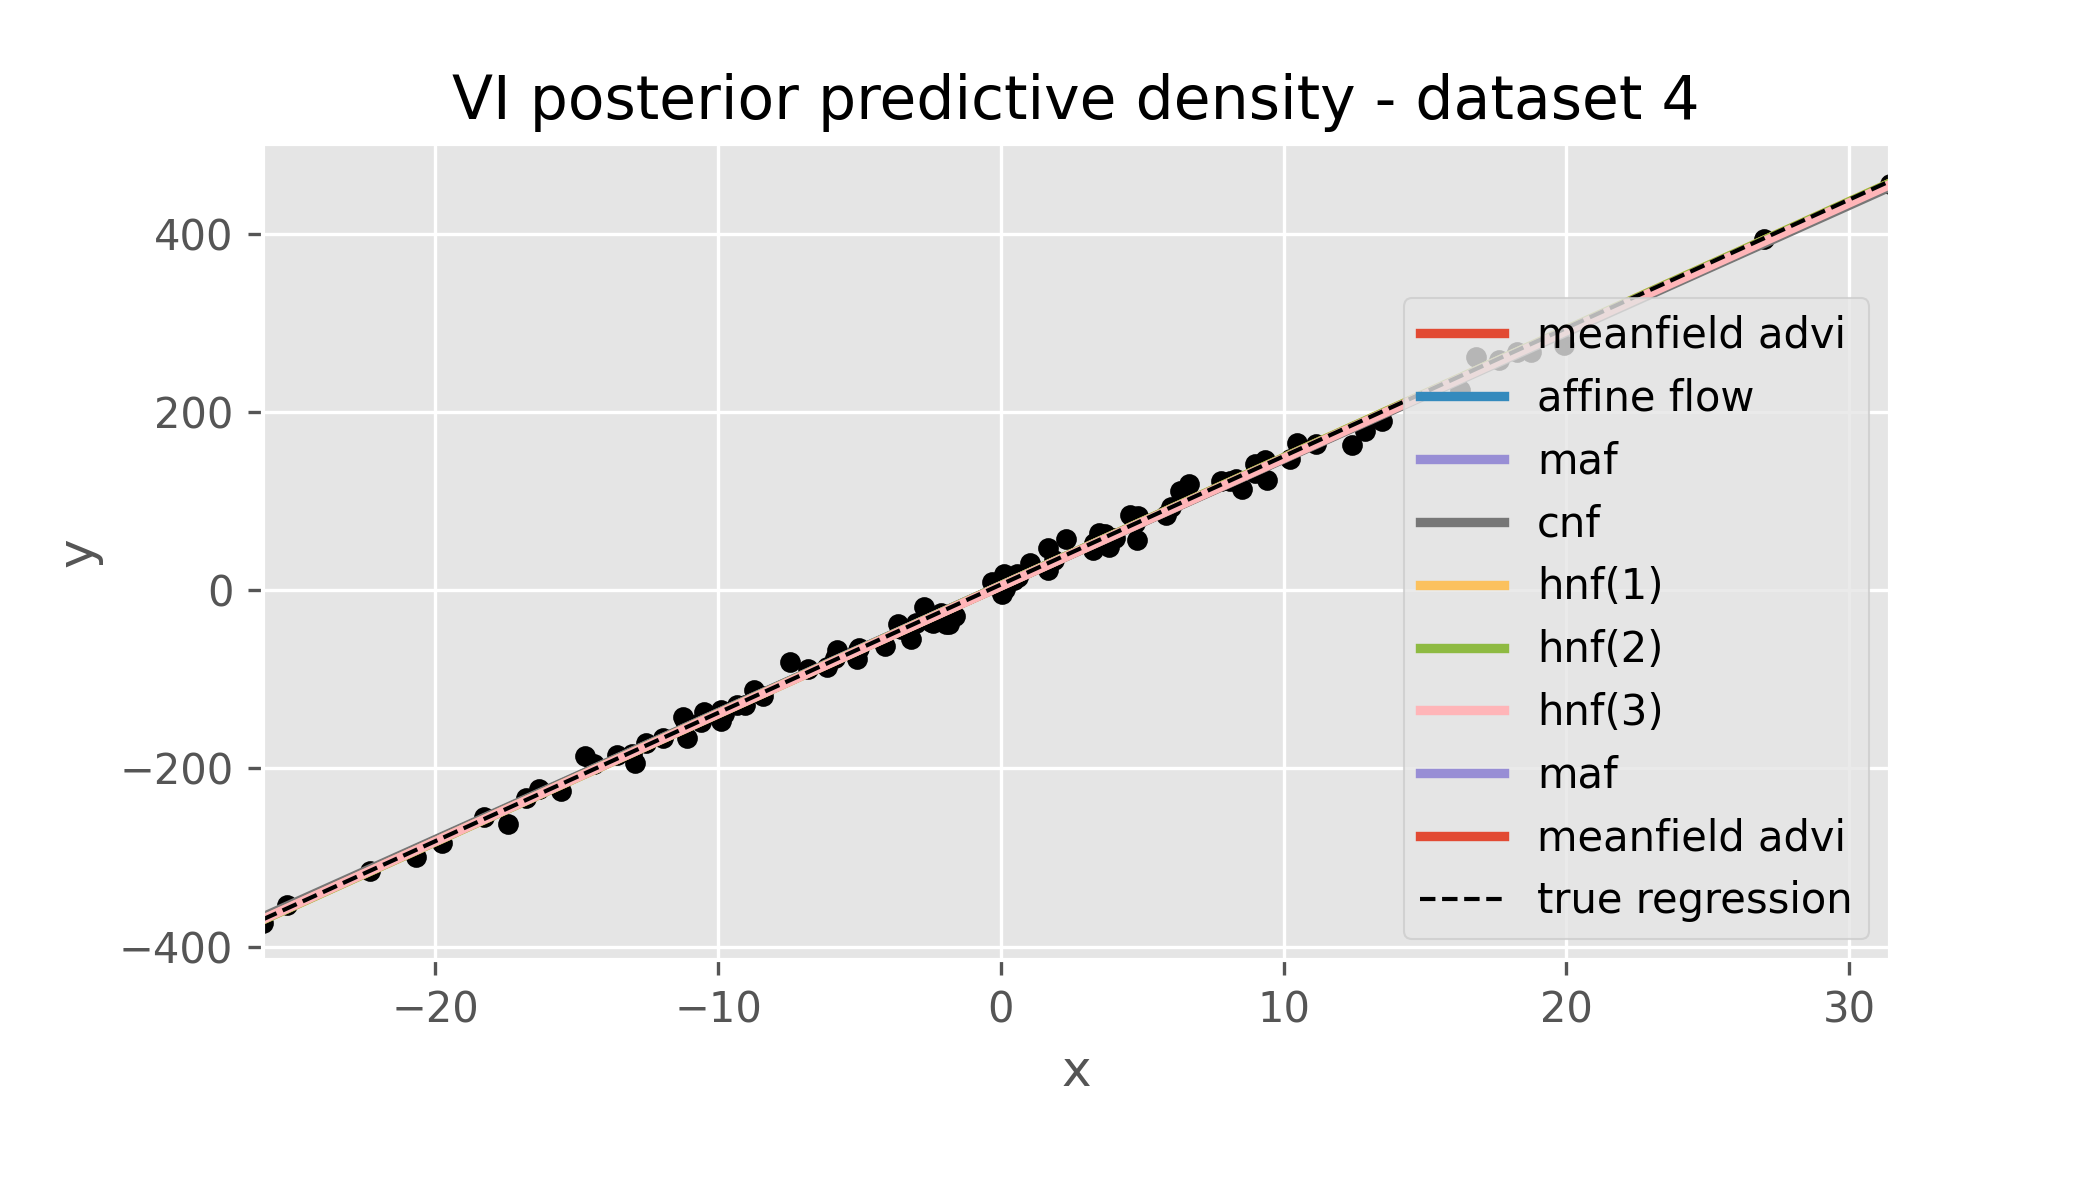 VI posterior predictive density - dataset 4
400
200
0
−200
−400
y
meanfield advi
affine flow
maf
cnf
hnf(1)
hnf(2)
hnf(3)
maf
meanfield advi
true regression
−20
−10
0
10
20
30
x